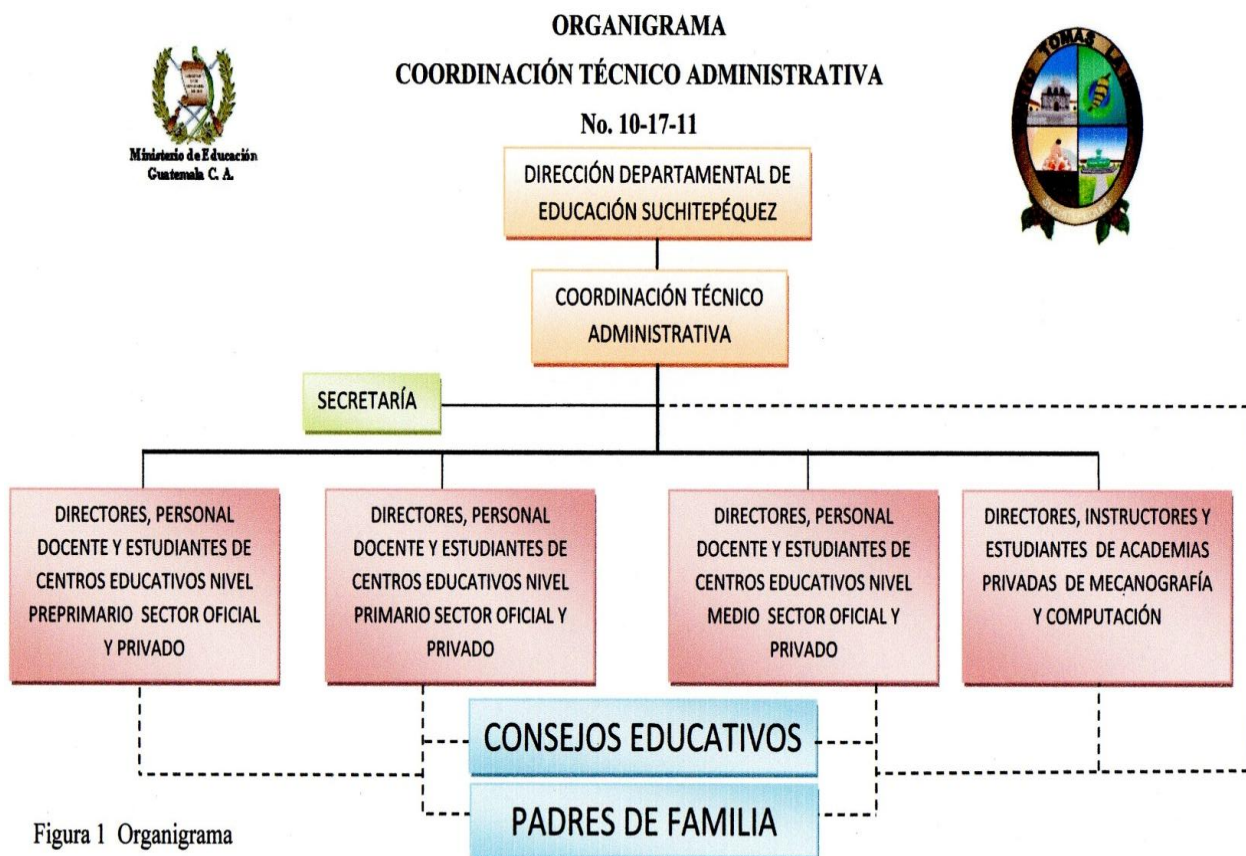 ORGANIGRAMA
COORDINACIÓN TÉCNICO ADMINISTRATIVA
No. 10-17-11
Ministerio de Educación
Guatemala C. A.
TOMAS LA
DIRECCIÓN DEPARTAMENTAL DE
EDUCACIÓN SUCHITEPÉQUEZ
COORDINACIÓN TÉCNICO
ADMINISTRATIVA
SECRETARÍA
DIRECTORES, PERSONAL
DOCENTE Y ESTUDIANTES DE
CENTROS EDUCATIVOS NIVEL
PREPRIMARIO SECTOR OFICIAL
Y PRIVADO
DIRECTORES, PERSONAL
DOCENTE Y ESTUDIANTES DE
CENTROS EDUCATIVOS NIVEL
PRIMARIO SECTOR OFICIAL Y
PRIVADO
DIRECTORES, PERSONAL
DOCENTE Y ESTUDIANTES DE
CENTROS EDUCATIVOS NIVEL
MEDIO SECTOR OFICIAL Y
PRIVADO
DIRECTORES, INSTRUCTORES Y
ESTUDIANTES DE ACADEMIAS
PRIVADAS DE MECANOGRAFÍA
Y COMPUTACIÓN
CONSEJOS EDUCATIVOS
PADRES DE FAMILIA
Figura 1 Organigrama